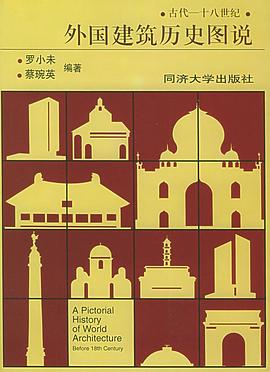 •古代—十八世纪•
外国建筑历史图说
•罗小未
•蔡琬英
编著
同济大学出版社
A Pictorial
History
of World
Architecture
Before 18th Century